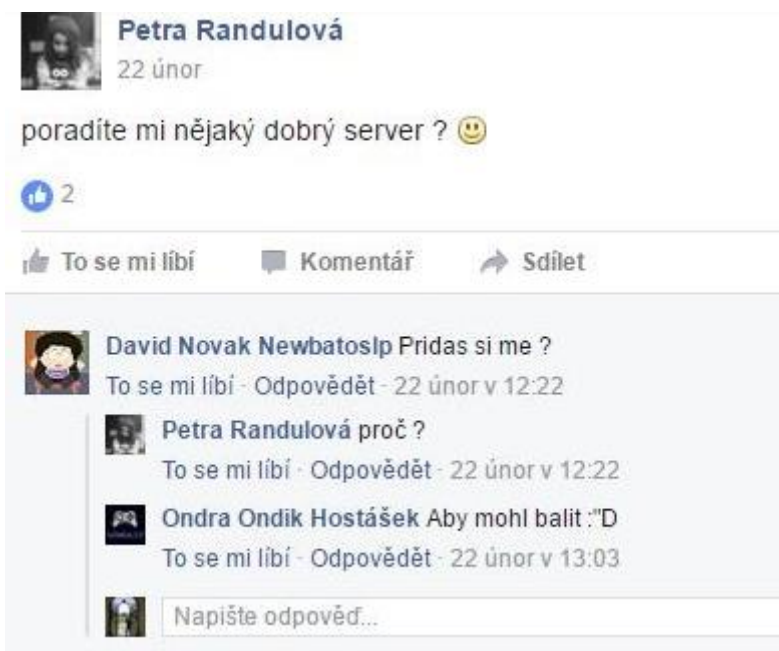 Petra Randulová
22 únor
poradíte mi nějaký dobrý server ?
2
To se mi líbí Komentář Sdílet
David Novak Newbatoslp Pridas si me ?
To se mi líbí · Odpovědět · 22 únor v 12:22
Petra Randulová proč ?
To se mi líbí · Odpovědět · 22 únor v 12:22
Ondra Ondik Hostášek Aby mohl balit :"D
To se mi líbí · Odpovědět · 22 únor v 13:03
Napište odpověď...